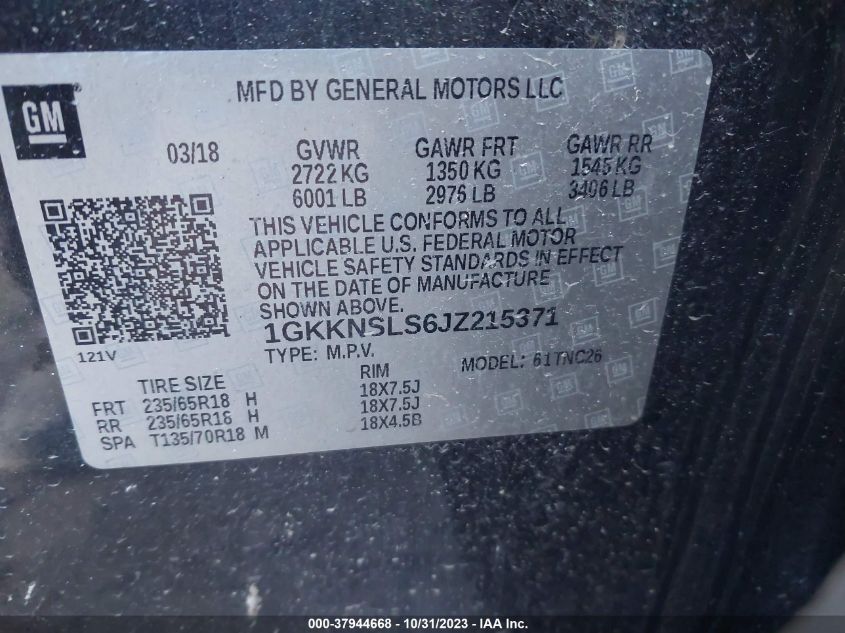 MFD BY GENERAL MOTORS LLC
GM
03/18 GVWR GAWR FRT GAWR RR
2722 KG 1350 KG 1545 KG
6001 LB 2976 LB 3406 LB
THIS VEHICLE CONFORMS TO ALL
APPLICABLE U.S. FEDERAL MOTOR
VEHICLE SAFETY STANDARDS IN EFFECT
ON THE DATE OF MANUFACTURE
SHOWN ABOVE.
1GKKNSLS6JZ215371
121V
TYPE: M.P.V. MODEL: 61TNC26
TIRE SIZE RIM
FRT 235/65R18 H 18X7.5J
RR 235/65R18 H 18X7.5J
SPA T135/70R18 M 18X4.5B
000-37944668 - 10/31/2023 - IAA